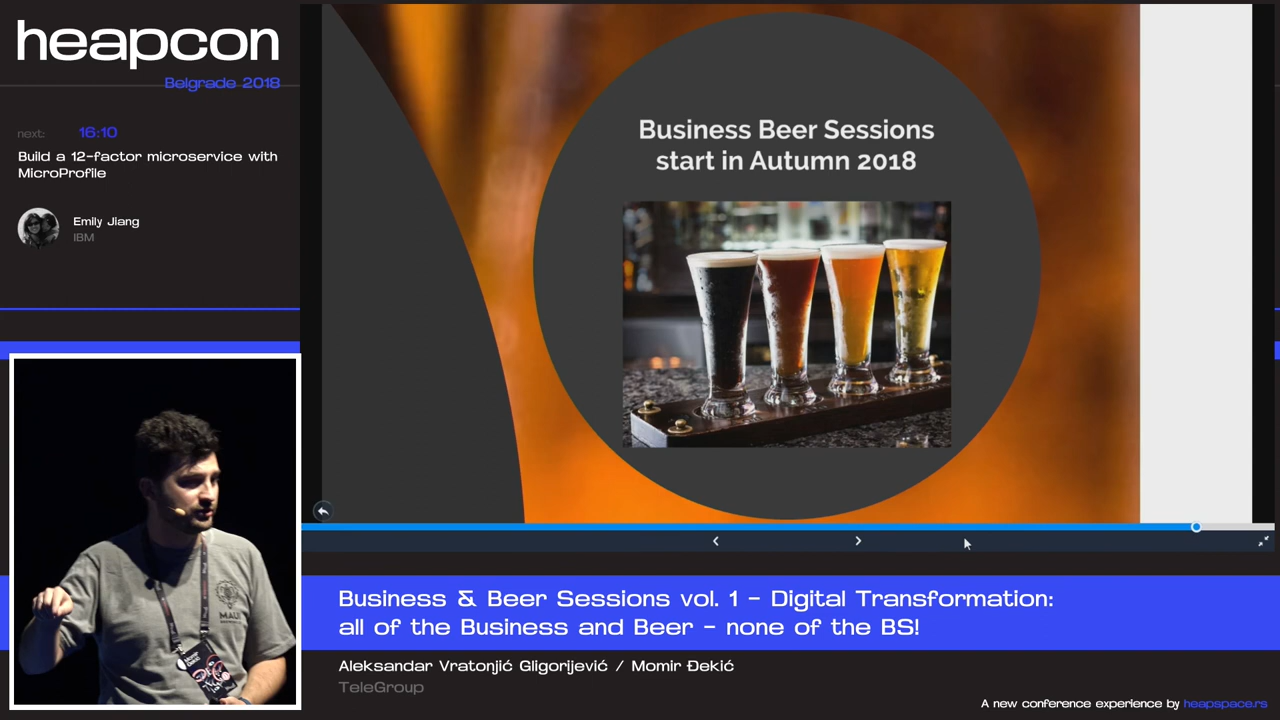 heapcon
Belgrade 2018
next: 16:10
Build a 12-factor microservice with
MicroProfile
Emily Jiang
IBM
Business Beer Sessions
start in Autumn 2018
MAUI
Business & Beer Sessions vol. 1 - Digital Transformation:
all of the Business and Beer - none of the BS!
Aleksandar Vratonjić Gligorijević / Momir Đekić
TeleGroup
A new conference experience by heapspace.rs